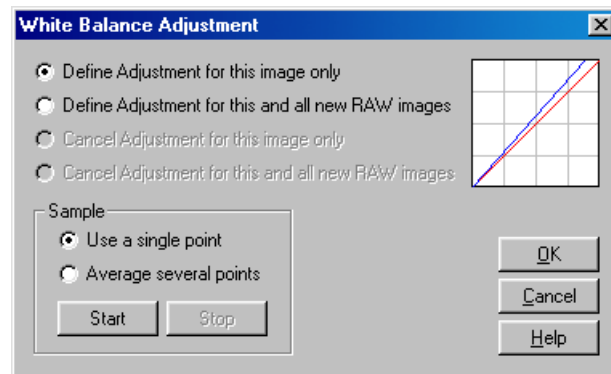 White Balance Adjustment
Define Adjustment for this image only
Define Adjustment for this and all new RAW images
Cancel Adjustment for this image only
Cancel Adjustment for this and all new RAW images
Sample
Use a single point
Average several points
Start Stop
OK
Cancel
Help